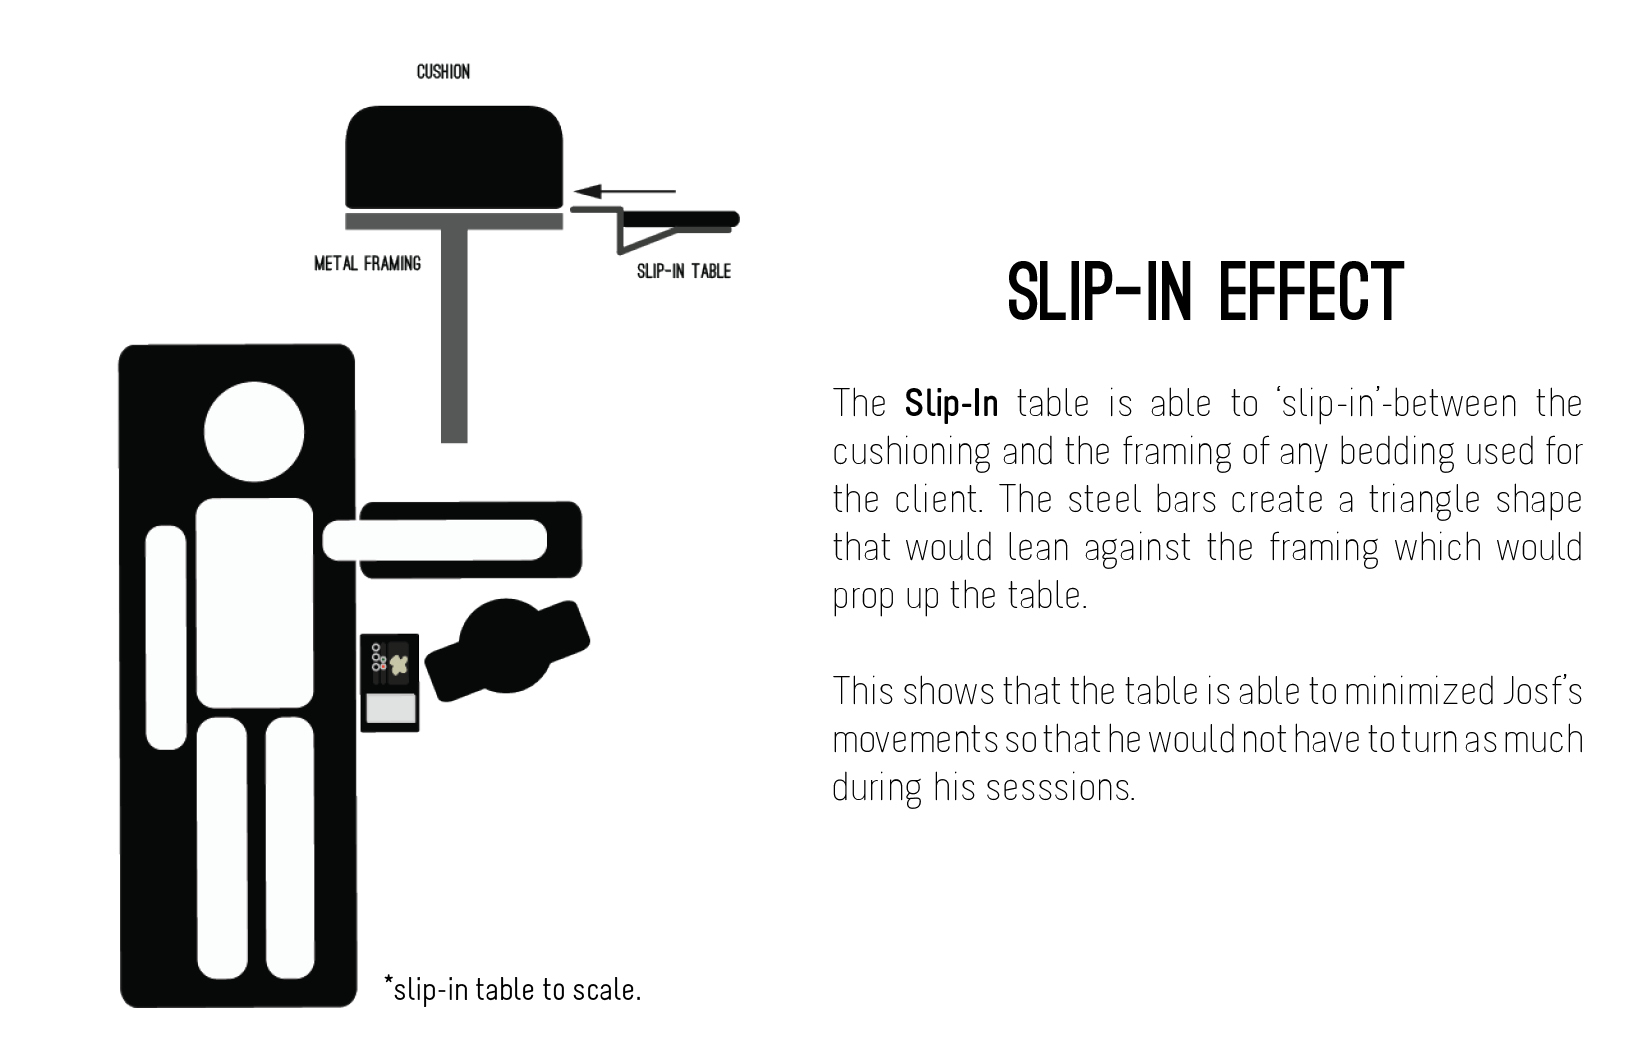 CUSHION
METAL FRAMING
SLIP-IN TABLE
*slip-in table to scale.
SLIP-IN EFFECT
The Slip-In table is able to ‘slip-in’-between the
cushioning and the framing of any bedding used for
the client. The steel bars create a triangle shape
that would lean against the framing which would
prop up the table.
This shows that the table is able to minimized Josf’s
movements so that he would not have to turn as much
during his sesssions.